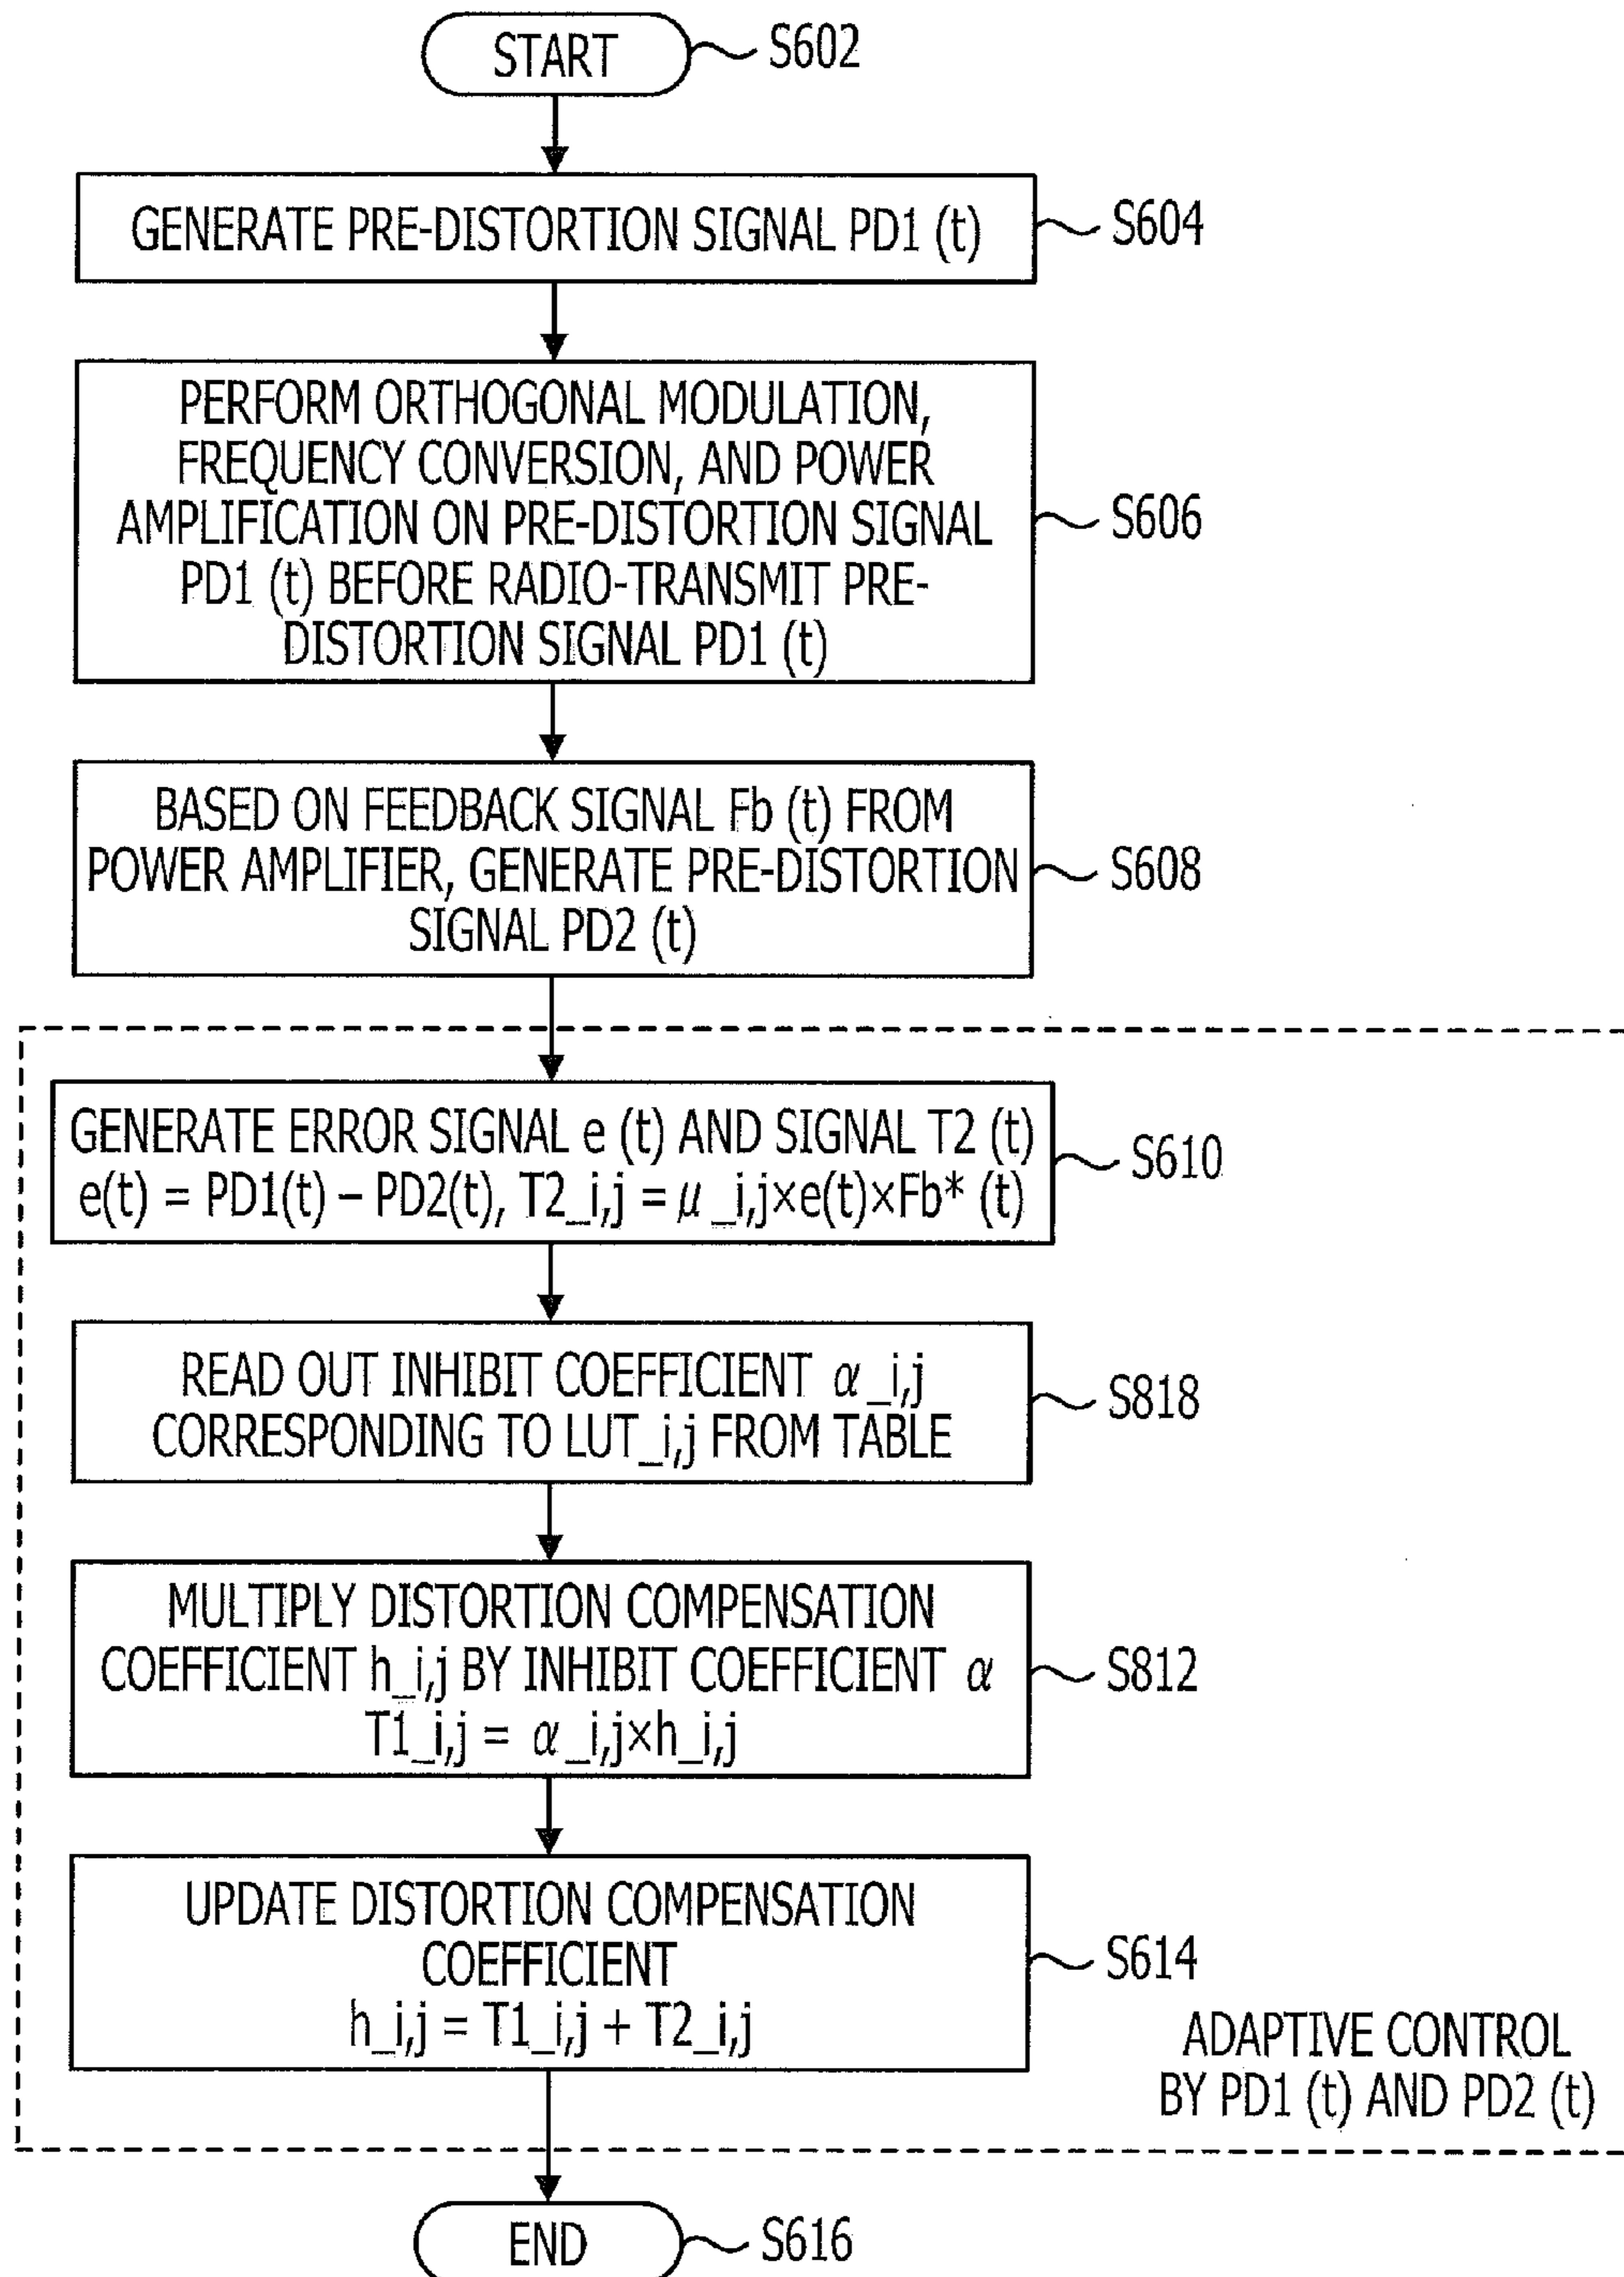 START
S602
GENERATE PRE-DISTORTION SIGNAL PD1 (t)
S604
PERFORM ORTHOGONAL MODULATION,
FREQUENCY CONVERSION, AND POWER
AMPLIFICATION ON PRE-DISTORTION SIGNAL
PD1 (t) BEFORE RADIO-TRANSMIT PRE-
DISTORTION SIGNAL PD1 (t)
S606
BASED ON FEEDBACK SIGNAL Fb (t) FROM
POWER AMPLIFIER, GENERATE PRE-DISTORTION
SIGNAL PD2 (t)
S608
GENERATE ERROR SIGNAL e (t) AND SIGNAL T2 (t)
e(t) = PD1(t) – PD2(t), T2_i,j = μ_i,j×e(t)×Fb* (t)
S610
READ OUT INHIBIT COEFFICIENT α_i,j
CORRESPONDING TO LUT_i,j FROM TABLE
S818
MULTIPLY DISTORTION COMPENSATION
COEFFICIENT h_i,j BY INHIBIT COEFFICIENT α
T1_i,j = α_i,j×h_i,j
S812
UPDATE DISTORTION COMPENSATION
COEFFICIENT
h_i,j = T1_i,j + T2_i,j
S614
ADAPTIVE CONTROL
BY PD1 (t) AND PD2 (t)
END
S616